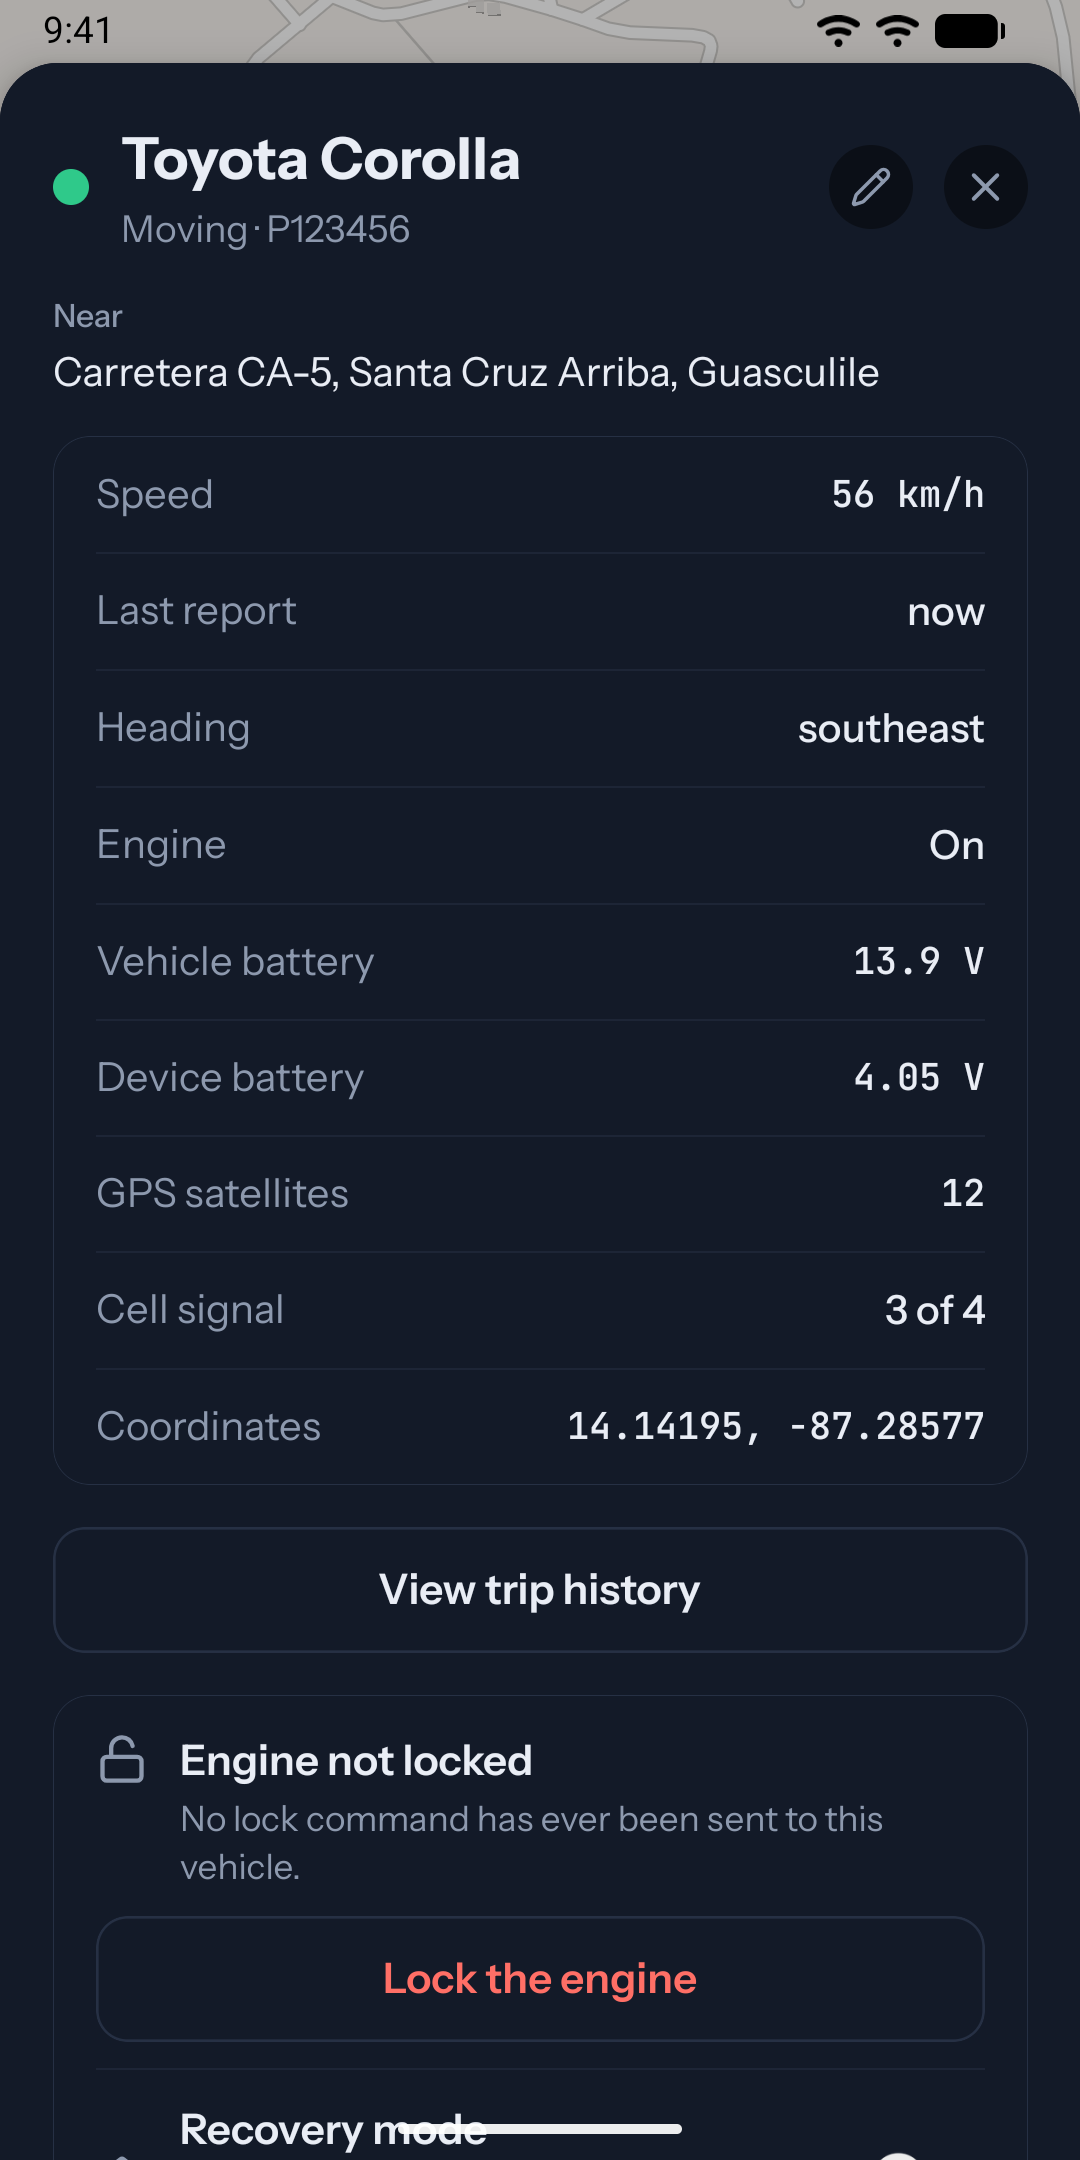 9:41
Toyota Corolla
Moving · P123456
Near
Carretera CA-5, Santa Cruz Arriba, Guasculile
Speed 56 km/h
Last report now
Heading southeast
Engine On
Vehicle battery 13.9 V
Device battery 4.05 V
GPS satellites 12
Cell signal 3 of 4
Coordinates 14.14195, -87.28577
View trip history
Engine not locked
No lock command has ever been sent to this
vehicle.
Lock the engine
Recovery mode